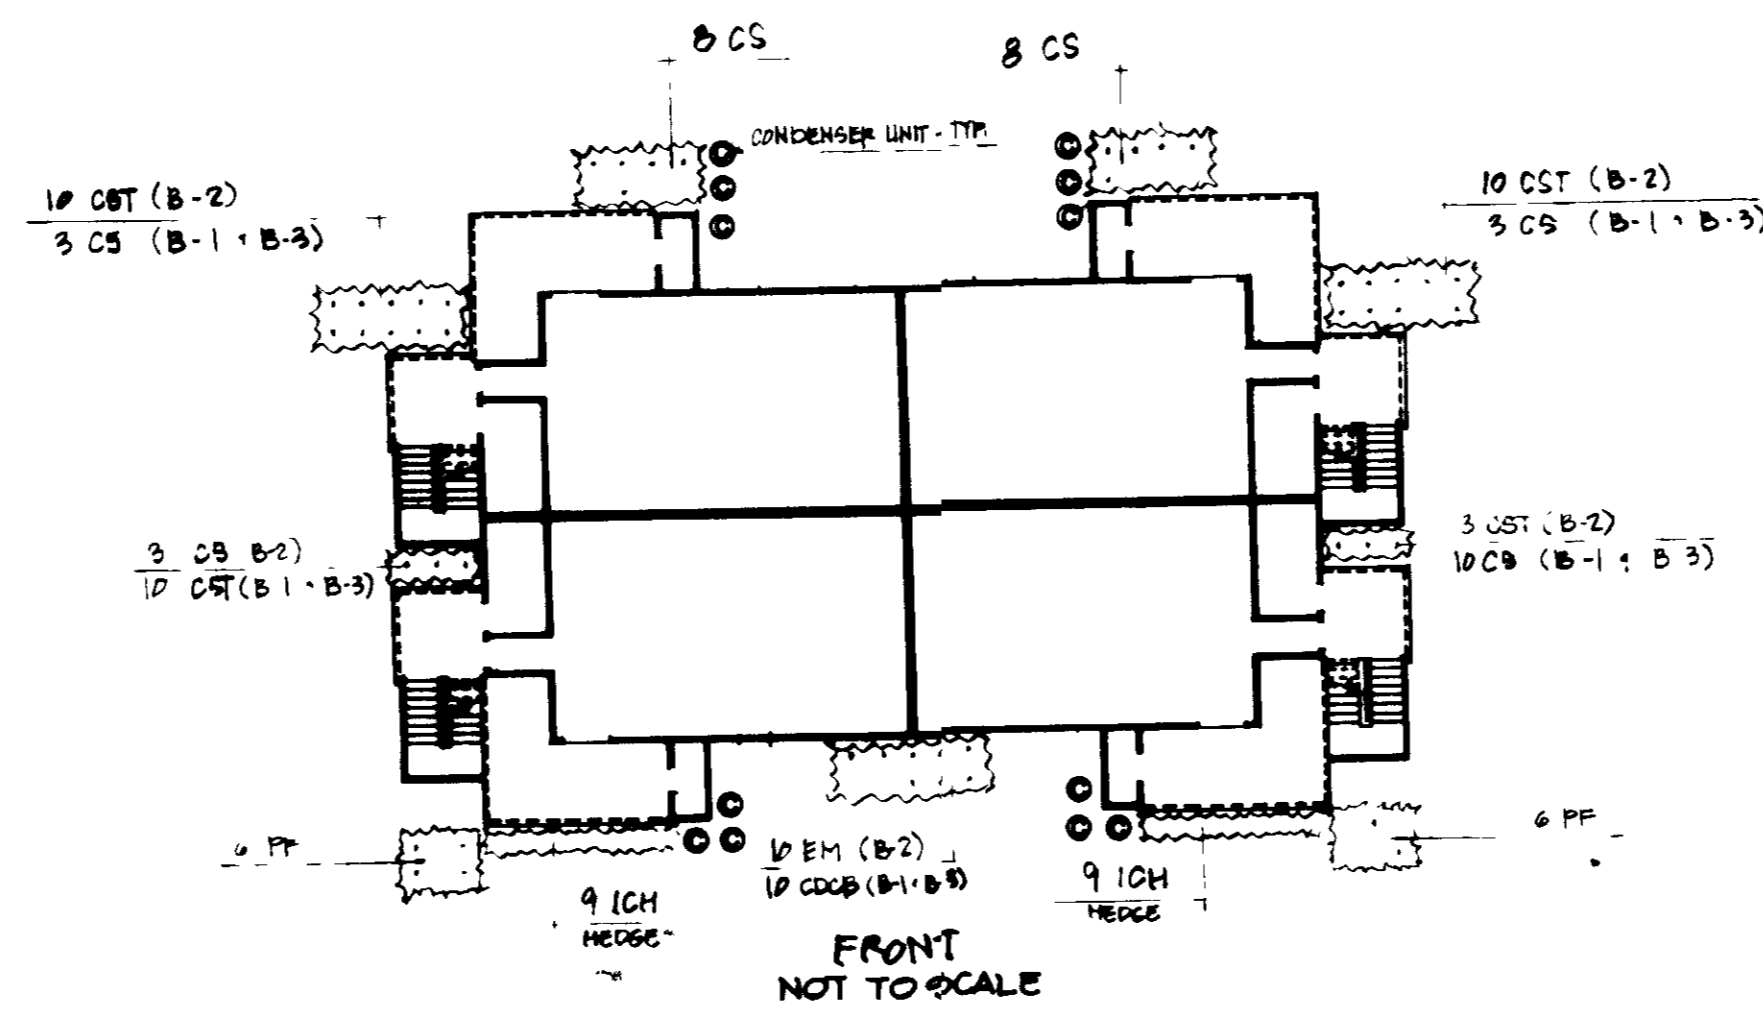 8 CS
8 CS
CONDENSER UNIT - TYP.
10 CST (B-2)
3 CS (B-1 & B-3)
10 CST (B-2)
3 CS (B-1 & B-3)
C
C
C
C
C
C
3 CS B-2)
10 CST (B 1 & B-3)
3 CST (B-2)
10 CS (B-1 & B 3)
C
C C
C
C C
6 PF
6 PF
10 EM (B-2)
10 CDCB (B-1 & B-3)
9 ICH
HEDGE
9 ICH
HEDGE
FRONT
NOT TO SCALE